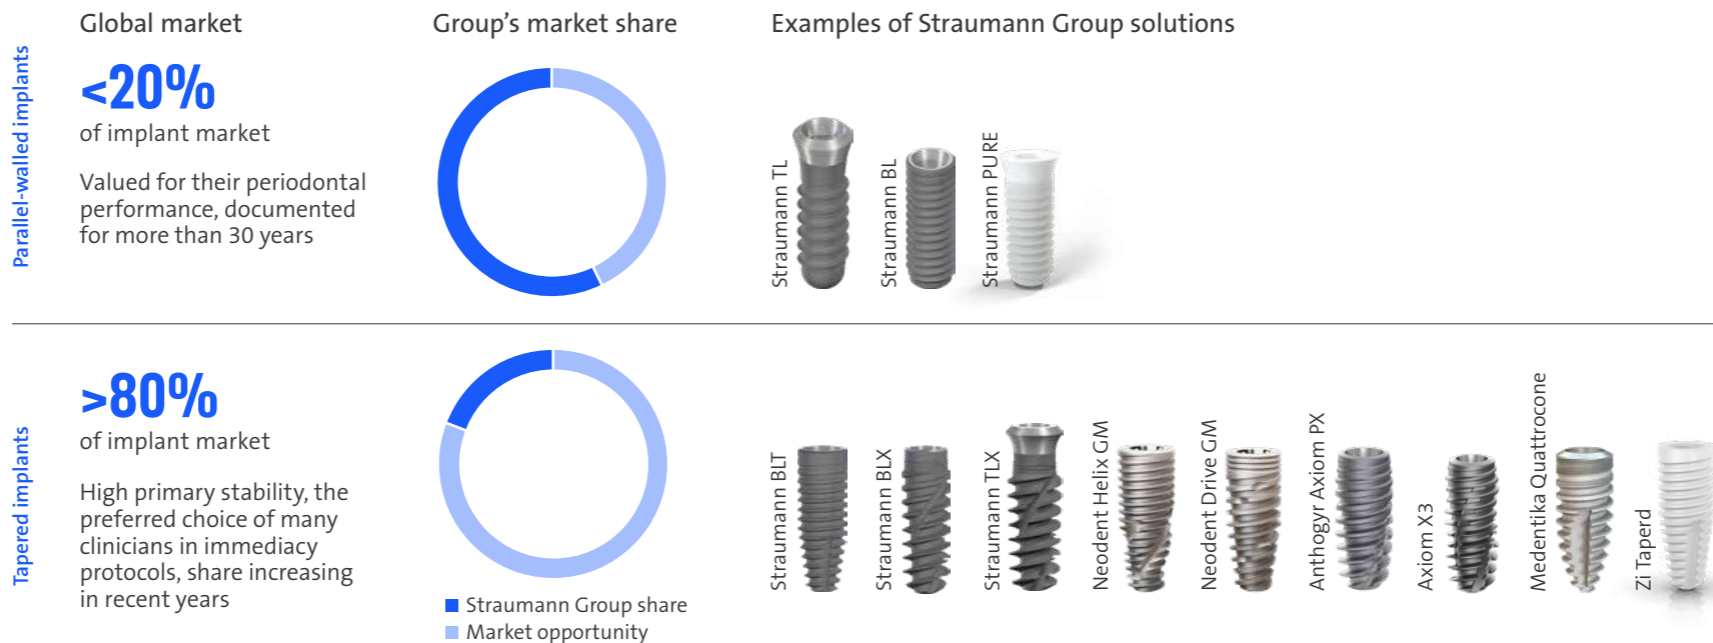 Global market
Group's market share
Examples of Straumann Group solutions
Parallel-walled implants
<20%
of implant market
Valued for their periodontal
performance, documented
for more than 30 years
Straumann TL
Straumann BL
Straumann PURE
Tapered implants
>80%
of implant market
High primary stability, the
preferred choice of many
clinicians in immediacy
protocols, share increasing
in recent years
Straumann Group share
Market opportunity
Straumann BLT
Straumann BLX
Straumann TLX
Neodent Helix GM
Neodent Drive GM
Anthogyr Axiom PX
Axiom X3
Medentika Quattrocone
Zi Taperd